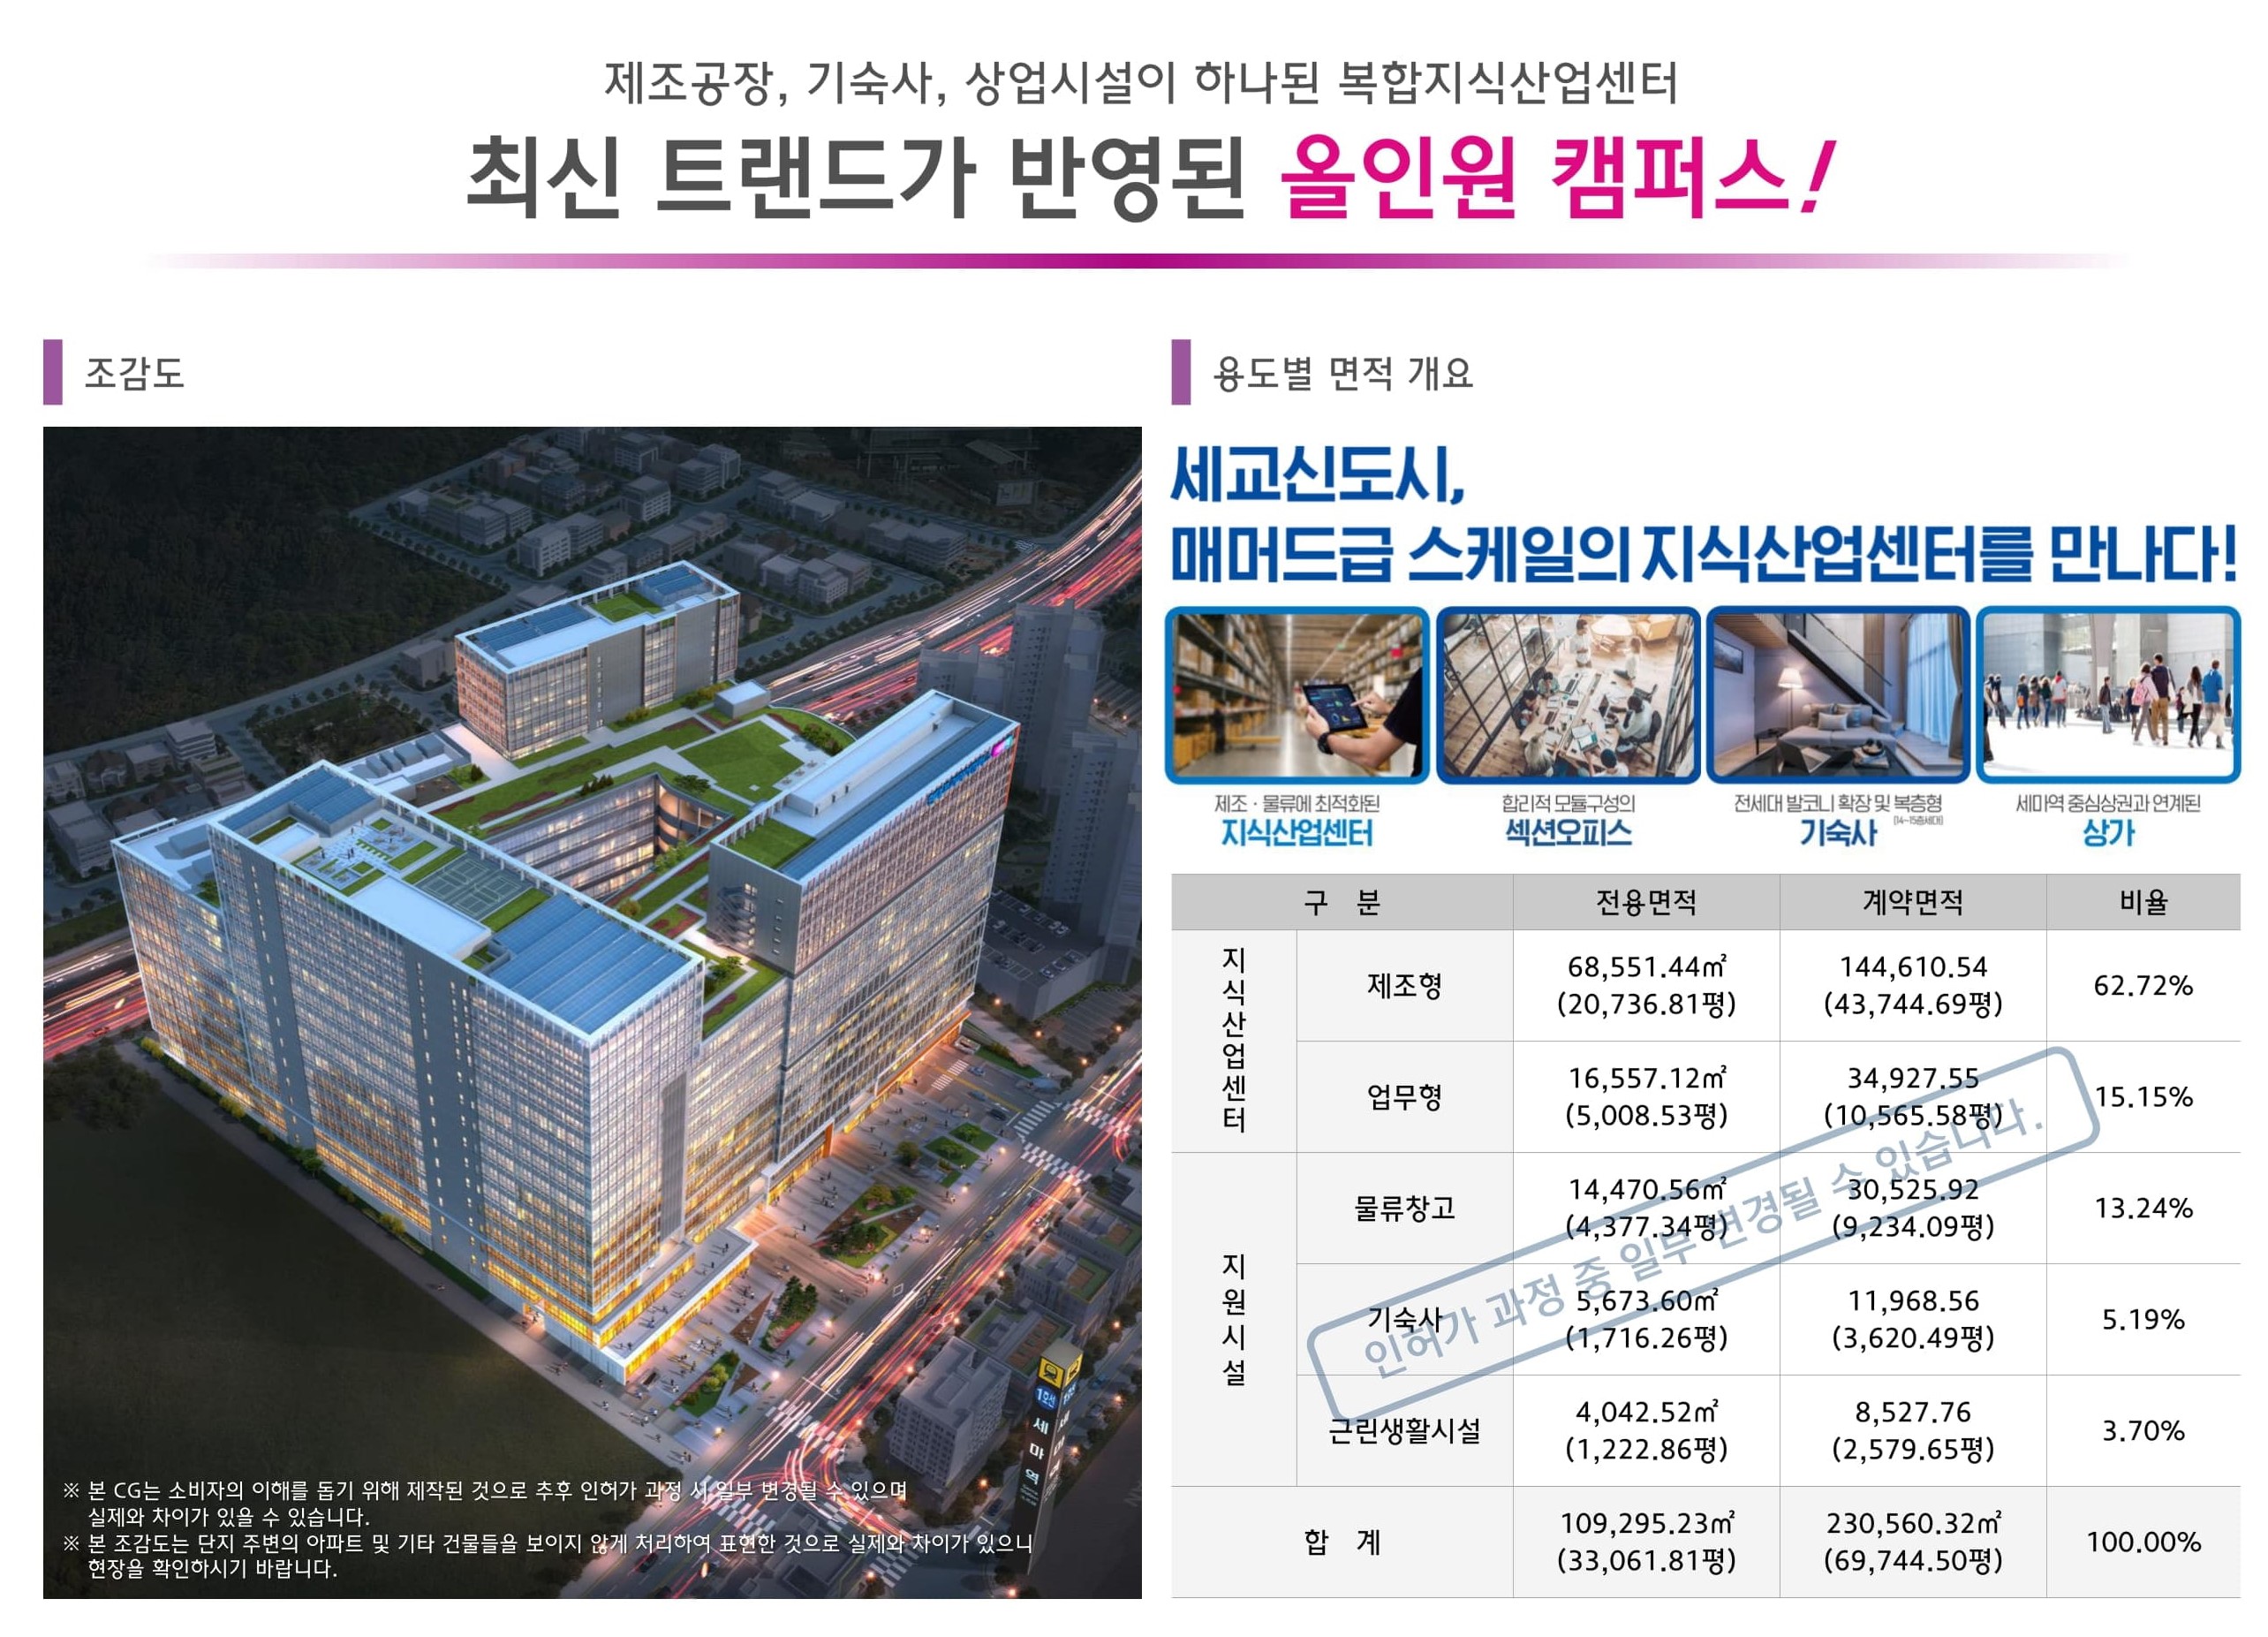 제조공장, 기숙사, 상업시설이 하나된 복합지식산업센터
최신 트랜드가 반영된 올인원 캠퍼스!
조감도
1호선
세마역
※ 본 CG는 소비자의 이해를 돕기 위해 제작된 것으로 추후 인허가 과정 시 일부 변경될 수 있으며
실제와 차이가 있을 수 있습니다.
※ 본 조감도는 단지 주변의 아파트 및 기타 건물들을 보이지 않게 처리하여 표현한 것으로 실제와 차이가 있으니
현장을 확인하시기 바랍니다.
용도별 면적 개요
세교신도시,
매머드급 스케일의 지식산업센터를 만나다!
제조 · 물류에 최적화된
지식산업센터
합리적 모듈구성의
섹션오피스
전세대 발코니 확장 및 복층형
(14~15층세대)
기숙사
세마역 중심상권과 연계된
상가
구 분 전용면적 계약면적 비율
지식산업센터
제조형 68,551.44㎡ 144,610.54 62.72%
(20,736.81평) (43,744.69평)
업무형 16,557.12㎡ 34,927.55 15.15%
(5,008.53평) (10,565.58평)
지원시설
물류창고 14,470.56㎡ 30,525.92 13.24%
(4,377.34평) (9,234.09평)
기숙사 5,673.60㎡ 11,968.56 5.19%
(1,716.26평) (3,620.49평)
근린생활시설 4,042.52㎡ 8,527.76 3.70%
(1,222.86평) (2,579.65평)
합 계 109,295.23㎡ 230,560.32㎡ 100.00%
(33,061.81평) (69,744.50평)
인허가 과정 중 일부 변경될 수 있습니다.